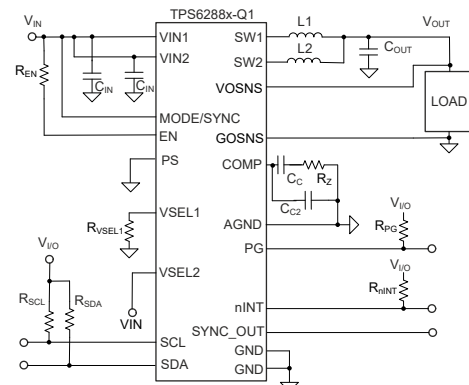 TPS6288x-Q1
VIN
VIN1
VIN2
MODE/SYNC
EN
PS
VSEL1
VSEL2
SCL
SDA
REN
CIN
CIN
RVSEL1
VI/O
RSCL
RSDA
VIN
SW1
SW2
VOSNS
GOSNS
COMP
AGND
PG
nINT
SYNC_OUT
GND
GND
L1
L2
VOUT
COUT
LOAD
CC
RZ
CC2
VI/O
RPG
VI/O
RnINT